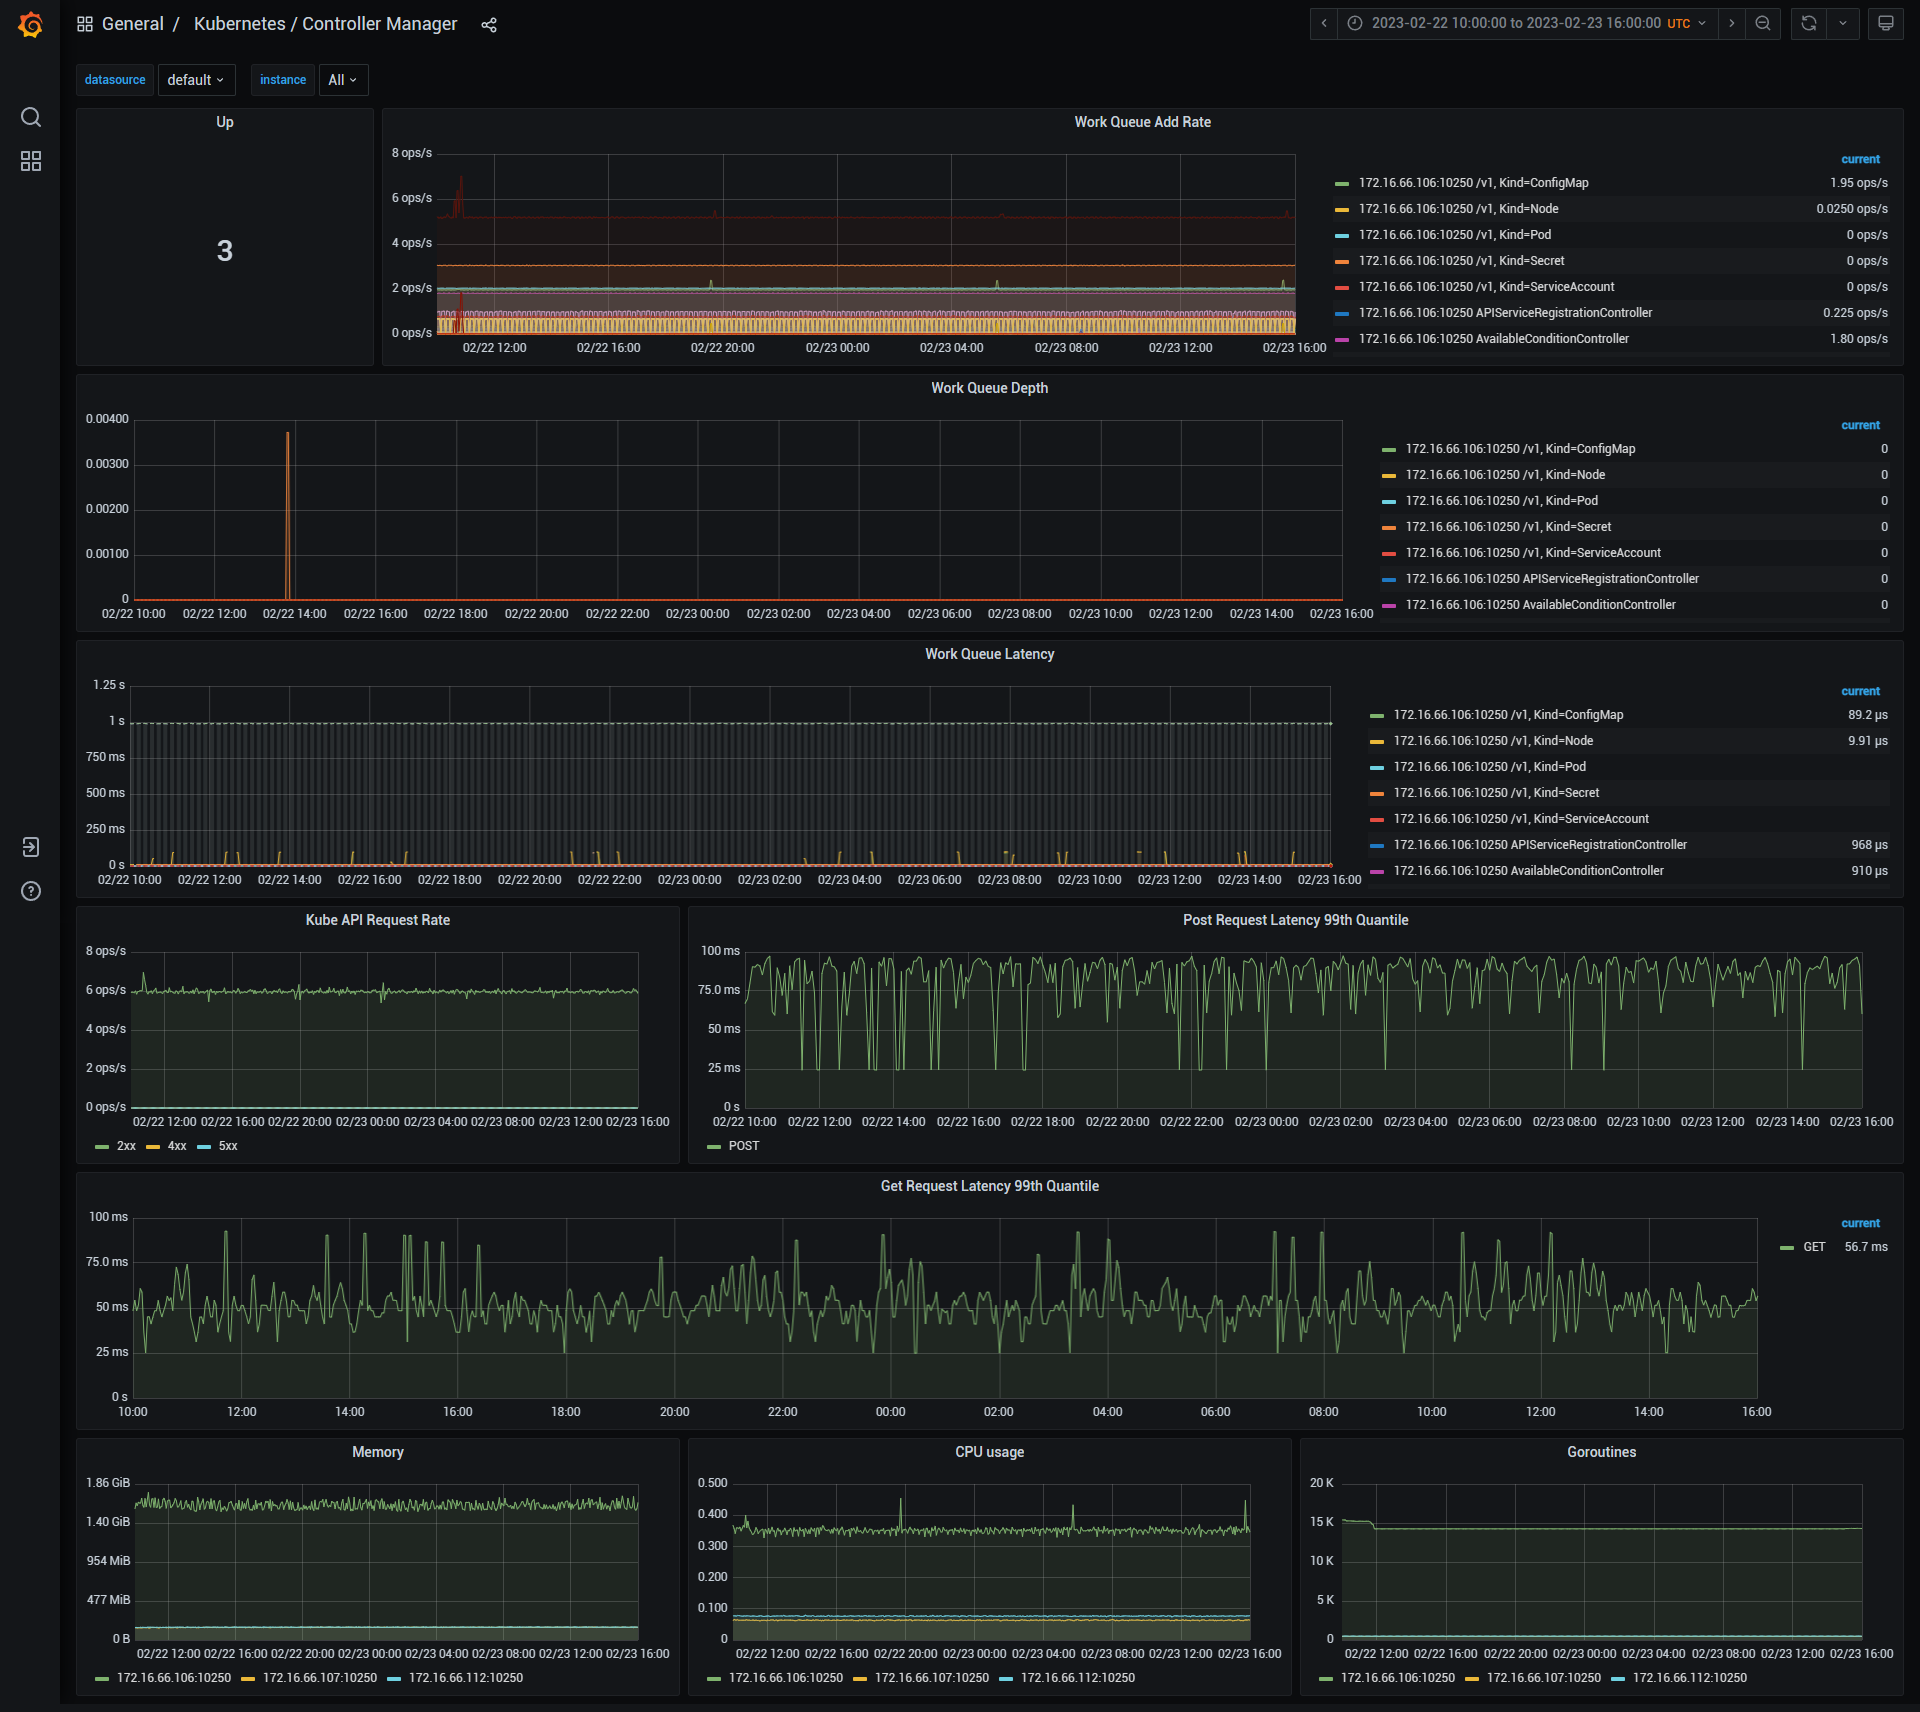 General / Kubernetes / Controller Manager
2023-02-22 10:00:00 to 2023-02-23 16:00:00 UTC
datasource default instance All
Up
3
Work Queue Add Rate
8 ops/s
6 ops/s
4 ops/s
2 ops/s
0 ops/s
02/22 12:00 02/22 16:00 02/22 20:00 02/23 00:00 02/23 04:00 02/23 08:00 02/23 12:00 02/23 16:00
current
172.16.66.106:10250 /v1, Kind=ConfigMap 1.95 ops/s
172.16.66.106:10250 /v1, Kind=Node 0.0250 ops/s
172.16.66.106:10250 /v1, Kind=Pod 0 ops/s
172.16.66.106:10250 /v1, Kind=Secret 0 ops/s
172.16.66.106:10250 /v1, Kind=ServiceAccount 0 ops/s
172.16.66.106:10250 APIServiceRegistrationController 0.225 ops/s
172.16.66.106:10250 AvailableConditionController 1.80 ops/s
Work Queue Depth
0.00400
0.00300
0.00200
0.00100
0
02/22 10:00 02/22 12:00 02/22 14:00 02/22 16:00 02/22 18:00 02/22 20:00 02/22 22:00 02/23 00:00 02/23 02:00 02/23 04:00 02/23 06:00 02/23 08:00 02/23 10:00 02/23 12:00 02/23 14:00 02/23 16:00
current
172.16.66.106:10250 /v1, Kind=ConfigMap 0
172.16.66.106:10250 /v1, Kind=Node 0
172.16.66.106:10250 /v1, Kind=Pod 0
172.16.66.106:10250 /v1, Kind=Secret 0
172.16.66.106:10250 /v1, Kind=ServiceAccount 0
172.16.66.106:10250 APIServiceRegistrationController 0
172.16.66.106:10250 AvailableConditionController 0
Work Queue Latency
1.25 s
1 s
750 ms
500 ms
250 ms
0 s
02/22 10:00 02/22 12:00 02/22 14:00 02/22 16:00 02/22 18:00 02/22 20:00 02/22 22:00 02/23 00:00 02/23 02:00 02/23 04:00 02/23 06:00 02/23 08:00 02/23 10:00 02/23 12:00 02/23 14:00 02/23 16:00
current
172.16.66.106:10250 /v1, Kind=ConfigMap 89.2 µs
172.16.66.106:10250 /v1, Kind=Node 9.91 µs
172.16.66.106:10250 /v1, Kind=Pod
172.16.66.106:10250 /v1, Kind=Secret
172.16.66.106:10250 /v1, Kind=ServiceAccount
172.16.66.106:10250 APIServiceRegistrationController 968 µs
172.16.66.106:10250 AvailableConditionController 910 µs
Kube API Request Rate
8 ops/s
6 ops/s
4 ops/s
2 ops/s
0 ops/s
02/22 12:00 02/22 16:00 02/22 20:00 02/23 00:00 02/23 04:00 02/23 08:00 02/23 12:00 02/23 16:00
2xx 4xx 5xx
Post Request Latency 99th Quantile
100 ms
75.0 ms
50 ms
25 ms
0 s
02/22 10:00 02/22 12:00 02/22 14:00 02/22 16:00 02/22 18:00 02/22 20:00 02/22 22:00 02/23 00:00 02/23 02:00 02/23 04:00 02/23 06:00 02/23 08:00 02/23 10:00 02/23 12:00 02/23 14:00 02/23 16:00
POST
Get Request Latency 99th Quantile
100 ms
75.0 ms
50 ms
25 ms
0 s
10:00 12:00 14:00 16:00 18:00 20:00 22:00 00:00 02:00 04:00 06:00 08:00 10:00 12:00 14:00 16:00
current
GET 56.7 ms
Memory
1.86 GiB
1.40 GiB
954 MiB
477 MiB
0 B
02/22 12:00 02/22 16:00 02/22 20:00 02/23 00:00 02/23 04:00 02/23 08:00 02/23 12:00 02/23 16:00
172.16.66.106:10250 172.16.66.107:10250 172.16.66.112:10250
CPU usage
0.500
0.400
0.300
0.200
0.100
0
02/22 12:00 02/22 16:00 02/22 20:00 02/23 00:00 02/23 04:00 02/23 08:00 02/23 12:00 02/23 16:00
172.16.66.106:10250 172.16.66.107:10250 172.16.66.112:10250
Goroutines
20 K
15 K
10 K
5 K
0
02/22 12:00 02/22 16:00 02/22 20:00 02/23 00:00 02/23 04:00 02/23 08:00 02/23 12:00 02/23 16:00
172.16.66.106:10250 172.16.66.107:10250 172.16.66.112:10250